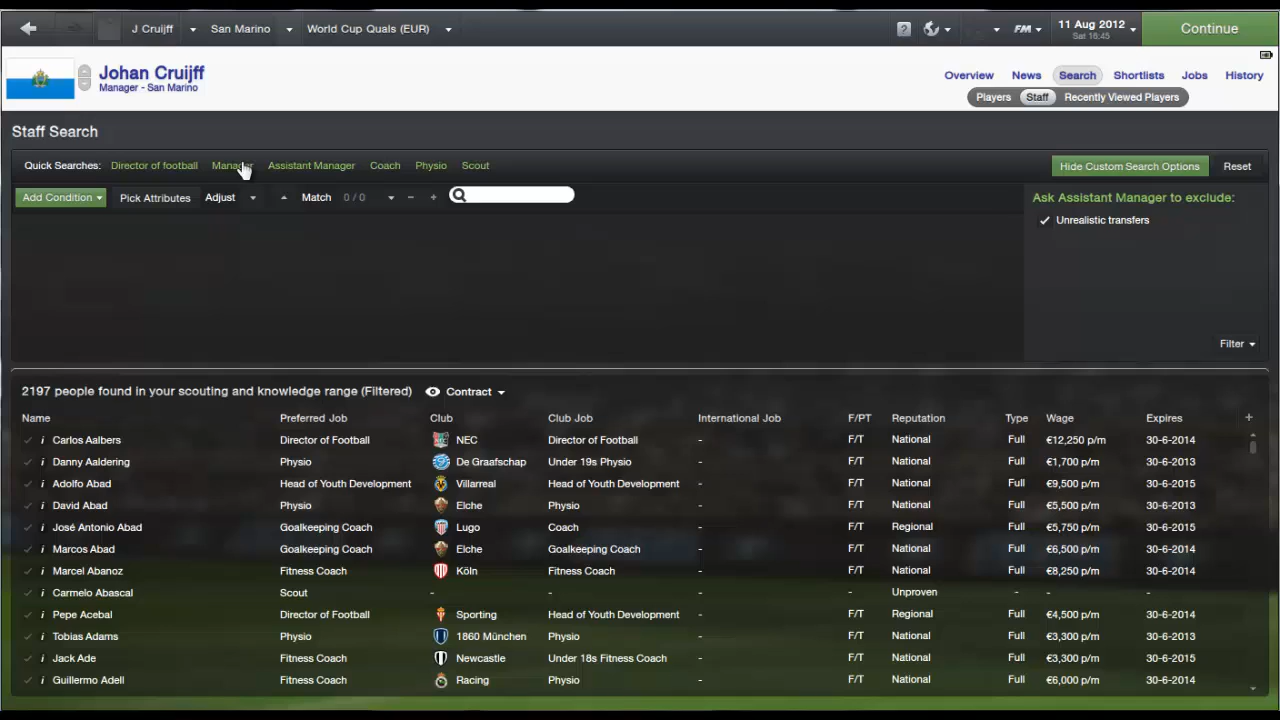 J Cruijff San Marino World Cup Quals (EUR) ? FM 11 Aug 2012 Continue
Sat 16:45
Johan Cruijff
Manager - San Marino
Overview News Search Shortlists Jobs History
Players Staff Recently Viewed Players
Staff Search
Quick Searches: Director of football Manager Assistant Manager Coach Physio Scout Hide Custom Search Options Reset
Add Condition Pick Attributes Adjust Match 0 / 0 - +
Ask Assistant Manager to exclude:
Unrealistic transfers
Filter
2197 people found in your scouting and knowledge range (Filtered) Contract
Name Preferred Job Club Club Job International Job F/PT Reputation Type Wage Expires +
i Carlos Aalbers Director of Football NEC Director of Football - F/T National Full €12,250 p/m 30-6-2014
i Danny Aaldering Physio De Graafschap Under 19s Physio - F/T National Full €1,700 p/m 30-6-2013
i Adolfo Abad Head of Youth Development Villarreal Head of Youth Development - F/T National Full €9,500 p/m 30-6-2015
i David Abad Physio Elche Physio - F/T National Full €5,500 p/m 30-6-2013
i José Antonio Abad Goalkeeping Coach Lugo Coach - F/T Regional Full €5,750 p/m 30-6-2015
i Marcos Abad Goalkeeping Coach Elche Goalkeeping Coach - F/T National Full €6,500 p/m 30-6-2014
i Marcel Abanoz Fitness Coach Köln Fitness Coach - F/T National Full €8,250 p/m 30-6-2014
i Carmelo Abascal Scout - - - - Unproven - - -
i Pepe Acebal Director of Football Sporting Head of Youth Development - F/T Regional Full €4,500 p/m 30-6-2014
i Tobias Adams Physio 1860 München Physio - F/T National Full €3,300 p/m 30-6-2013
i Jack Ade Fitness Coach Newcastle Under 18s Fitness Coach - F/T National Full €3,300 p/m 30-6-2015
i Guillermo Adell Fitness Coach Racing Physio - F/T National Full €6,000 p/m 30-6-2014